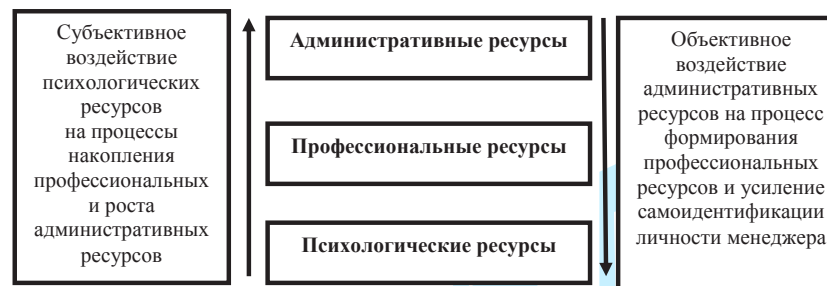 Субъективное
воздействие
психологических
ресурсов
на процессы
накопления
профессиональных
и роста
административных
ресурсов
Административные ресурсы
Профессиональные ресурсы
Психологические ресурсы
Объективное
воздействие
административных
ресурсов на процесс
формирования
профессиональных
ресурсов и усиление
самоидентификации
личности менеджера